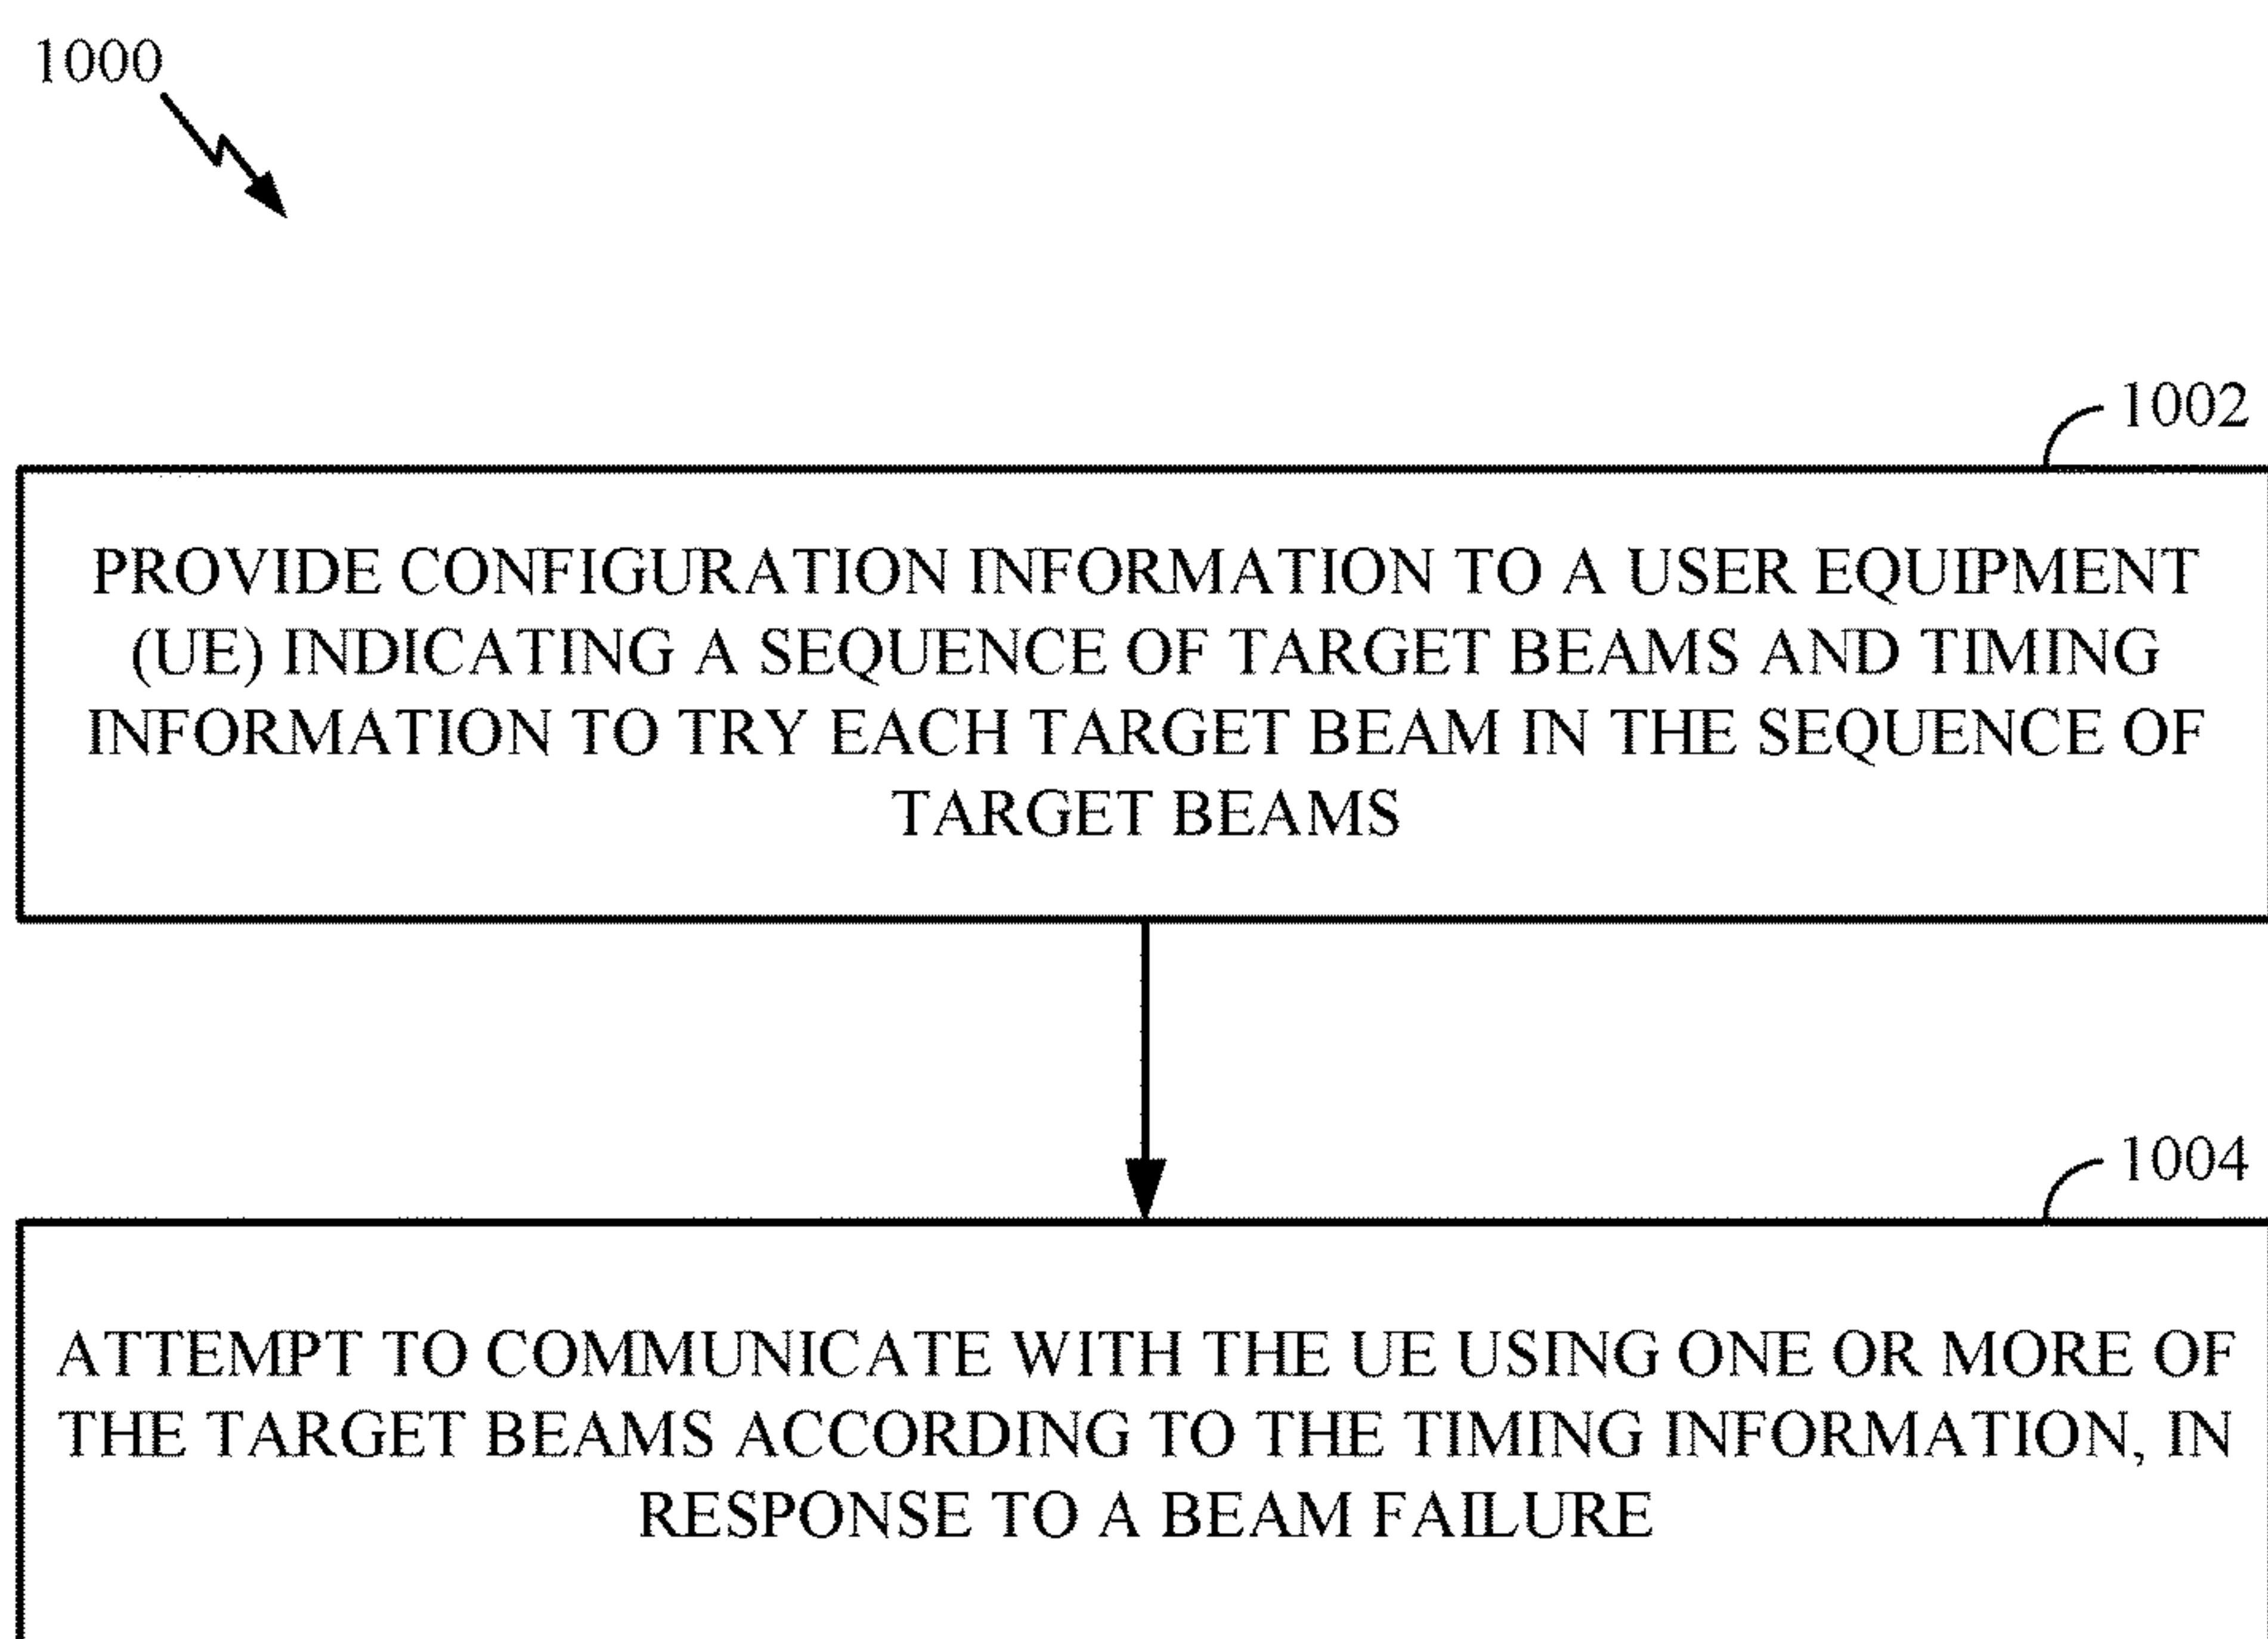 1000
1002
PROVIDE CONFIGURATION INFORMATION TO A USER EQUIPMENT
(UE) INDICATING A SEQUENCE OF TARGET BEAMS AND TIMING
INFORMATION TO TRY EACH TARGET BEAM IN THE SEQUENCE OF
TARGET BEAMS
1004
ATTEMPT TO COMMUNICATE WITH THE UE USING ONE OR MORE OF
THE TARGET BEAMS ACCORDING TO THE TIMING INFORMATION, IN
RESPONSE TO A BEAM FAILURE